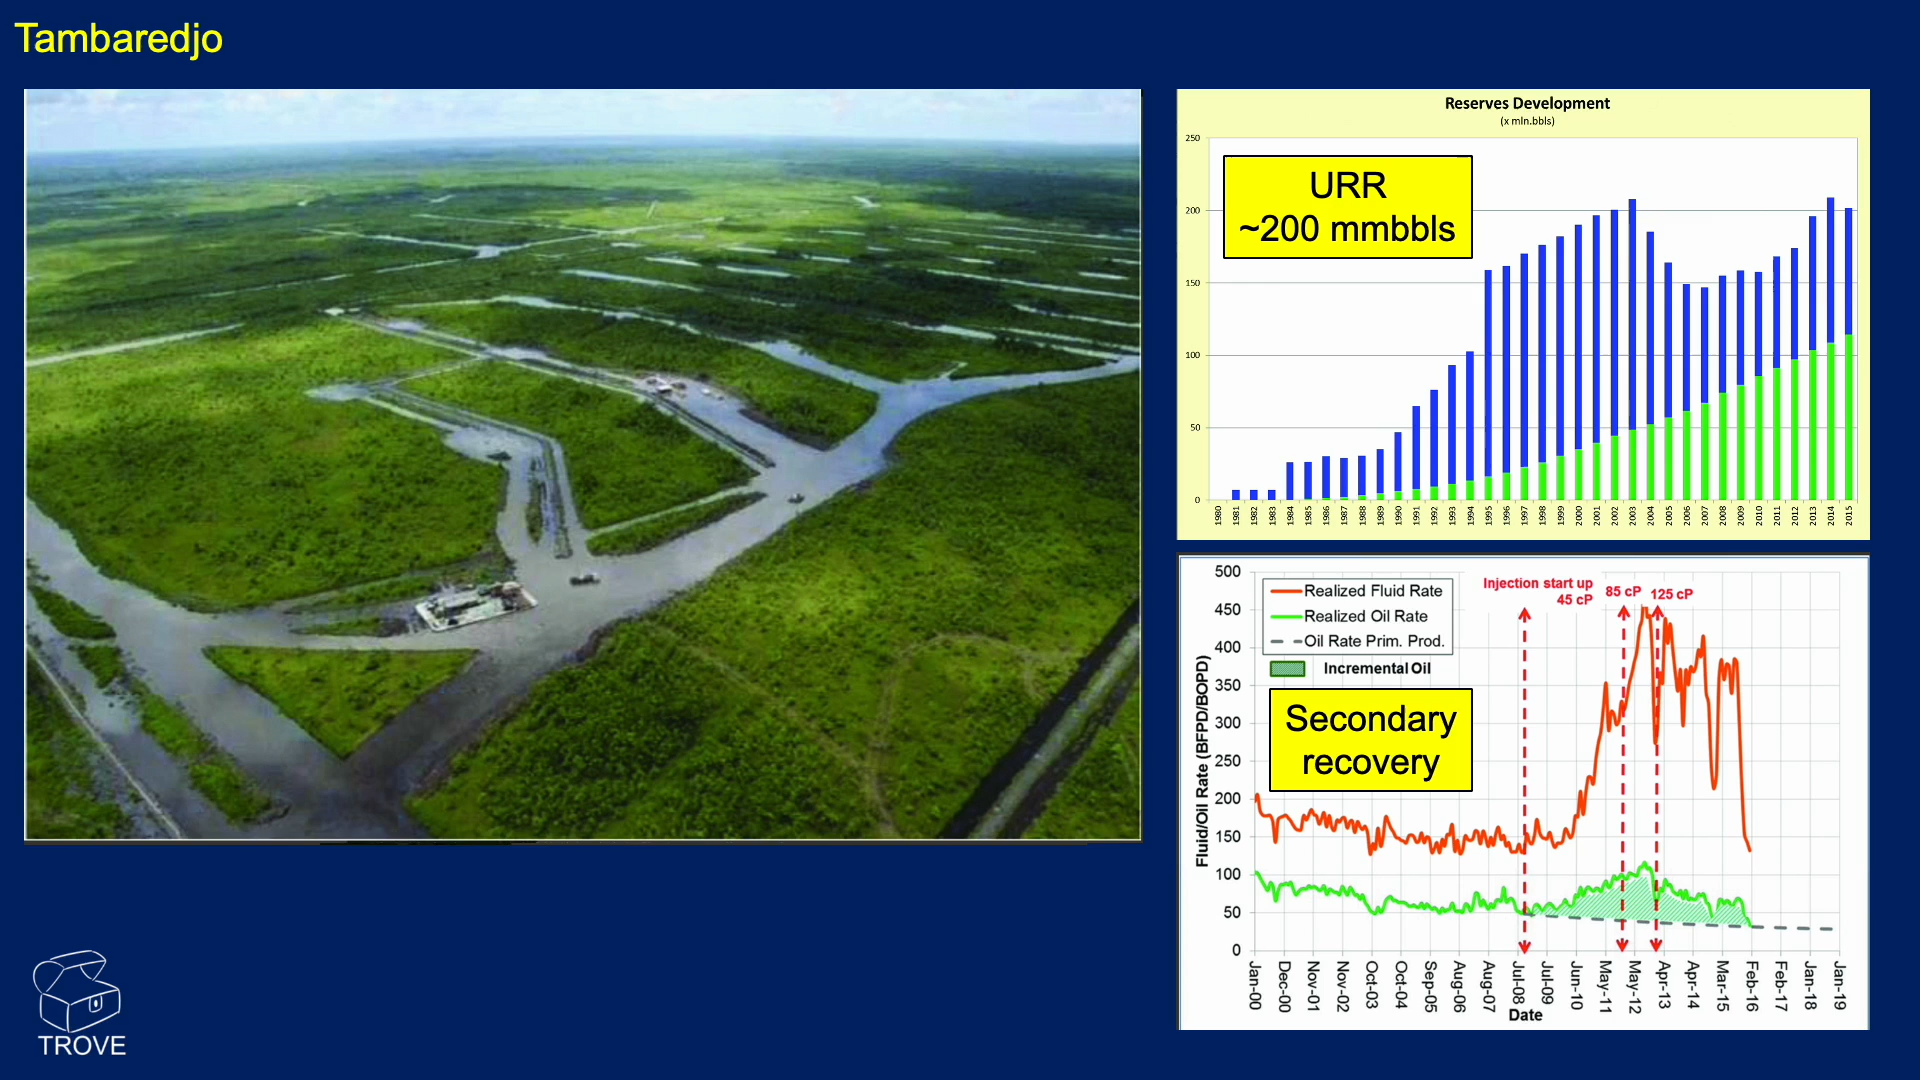 Tambaredjo
Reserves Development
(x mln.bbls)
250
200
150
100
50
0
URR
~200 mmbbls
1980 1981 1982 1983 1984 1985 1986 1987 1988 1989 1990 1991 1992 1993 1994 1995 1996 1997 1998 1999 2000 2001 2002 2003 2004 2005 2006 2007 2008 2009 2010 2011 2012 2013 2014 2015
Fluid/Oil Rate (BFPD/BOPD)
500
450
400
350
300
250
200
150
100
50
0
Realized Fluid Rate
Realized Oil Rate
Oil Rate Prim. Prod.
Incremental Oil
Injection start up
45 cP
85 cP
125 cP
Secondary
recovery
Jan-00 Dec-00 Nov-01 Nov-02 Oct-03 Oct-04 Sep-05 Aug-06 Aug-07 Jul-08 Jul-09 Jun-10 May-11 May-12 Apr-13 Apr-14 Mar-15 Feb-16 Feb-17 Jan-18 Jan-19
Date
TROVE